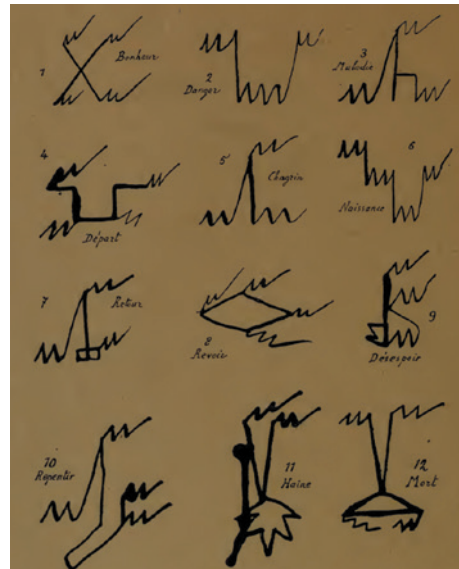 1 Bonheur
2 Danger
3 Maladie
4 Départ
5 Chagrin
6 Naissance
7 Retour
8 Revoir
9 Désespoir
10 Repentir
11 Haine
12 Mort